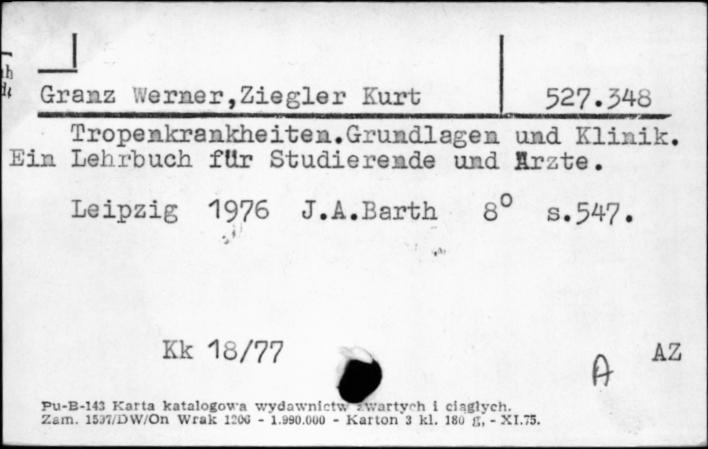 Granz Werner,Ziegler Kurt 527.348
Tropenkrankheiten.Grundlagen und Klinik.
Ein Lehrbuch für Studierende und Ärzte.
Leipzig 1976 J.A.Barth 8° s.547.
Kk 18/77
A AZ
Pu-B-143 Karta katalogowa wydawnictw zwartych i ciągłych.
Zam. 1597/DW/On Wrak 1206 - 1.990.000 - Karton 3 kl. 180 g, - XI.75.